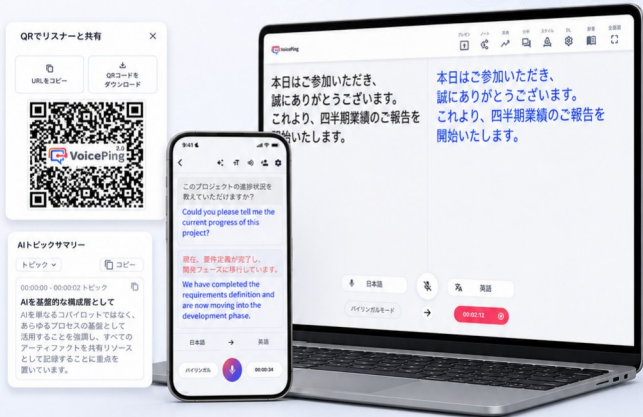 QRでリスナーと共有
URLをコピー
QRコードを
ダウンロード
VoicePing 2.0
AIトピックサマリー
トピック
コピー
00:00:00 - 00:00:02 トピック
AIを基盤的な構成層として
AIを単なるコパイロットではなく、
あらゆるプロセスの基盤として
活用することを強調し、すべての
アーティファクトを共有リソース
として記録することに重点を
置いています。
9:41
このプロジェクトの進捗状況を
教えていただけますか？
Could you please tell me the
current progress of this
project?
現在、要件定義が完了し、
開発フェーズに移行しています。
We have completed the
requirements definition and
are now moving into the
development phase.
日本語 → 英語
バイリンガル
00:00:34
VoicePing
本日はご参加いただき、
誠にありがとうございます。
これより、四半期業績のご報告を
開始いたします。
本日はご参加いただき、
誠にありがとうございます。
これより、四半期業績のご報告を
開始いたします。
日本語
英語
バイリンガルモード
→
00:02:12